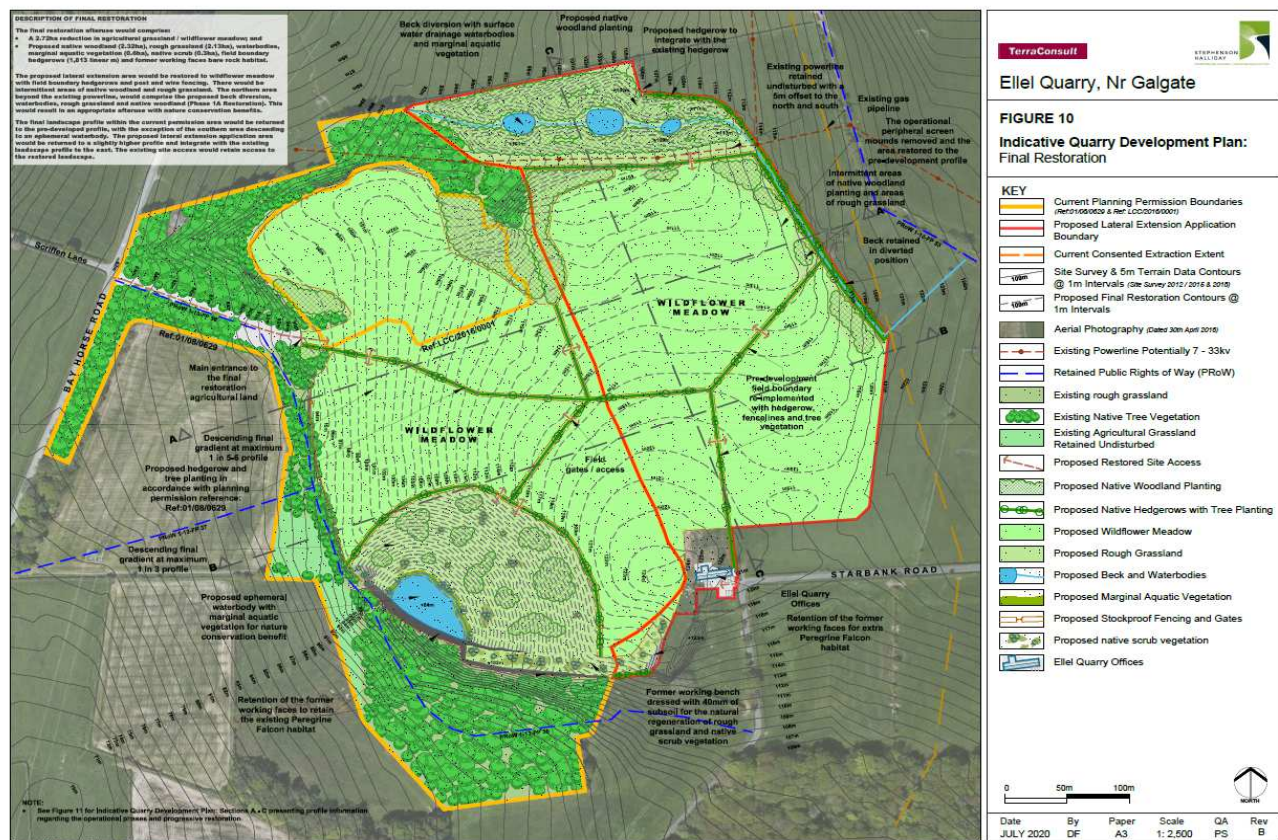 DESCRIPTION OF FINAL RESTORATION
The final restoration afteruse would comprise:
• A 2.72ha reduction in agricultural grassland / wildflower meadow; and
• Proposed native woodland (2.32ha), rough grassland (2.13ha), waterbodies,
marginal aquatic vegetation (0.6ha), native scrub (0.3ha), field boundary
hedgerows (1,813 linear m) and former working faces bare rock habitat.
The proposed lateral extension area would be restored to wildflower meadow
with field boundary hedgerows and post and wire fencing. There would be
intermittent areas of native woodland and rough grassland. The northern area
beyond the existing powerline, would comprise the proposed beck diversion,
waterbodies, rough grassland and native woodland (Phase 1A Restoration). This
would result in an appropriate afteruse with nature conservation benefits.
The final landscape profile within the current permission area would be returned
to the pre-developed profile, with the exception of the southern area descending
to an ephemeral waterbody. The proposed lateral extension application area
would be returned to a slightly higher profile and integrate with the existing
landscape profile to the east. The existing site access would retain access to
the restored landscape.
Beck diversion with surface
water drainage waterbodies
and marginal aquatic
vegetation
Proposed native
woodland planting
Proposed hedgerow to
integrate with the
existing hedgerow
Existing powerlines
retained
undisturbed with a
5m offset to the
north and south
Existing gas
pipeline
The operational
peripheral screen
mounds removed and the
area restored to the
pre-development profile
Intermittent areas
of native woodland
planting and areas
of rough grassland
Beck retained
in diverted
position
C
A
B
Scriffen Lane
BAY HORSE ROAD
Ref:01/08/0629
Ref:LCC/2016/0001
WILDFLOWER
MEADOW
Main entrance to
the final
restoration
agricultural land
A
Descending final
gradient at maximum
1 in 5-6 profile
Proposed hedgerow and
tree planting in
accordance with planning
permission reference:
Ref:01/08/0629
WILDFLOWER
MEADOW
Pre-development
field boundary
re-implemented
with hedgerow,
fencelines and tree
vegetation
Field
gates / access
PRoW 1-12-FP 37
Descending final
gradient at maximum
1 in 3 profile
B
Proposed ephemeral
waterbody with
marginal aquatic
vegetation for nature
conservation benefit
C
STARBANK ROAD
Ellel Quarry
Offices
Retention of the former
working faces for extra
Peregrine Falcon
habitat
Retention of the former
working faces to retain
the existing Peregrine
Falcon habitat
Former working bench
dressed with 40mm of
subsoil for the natural
regeneration of rough
grassland and native
scrub vegetation
NOTE:
• See Figure 11 for Indicative Quarry Development Plan: Sections A - C presenting profile information
regarding the operational phases and progressive restoration
TerraConsult
STEPHENSON
HALLIDAY
Ellel Quarry, Nr Galgate
FIGURE 10
Indicative Quarry Development Plan:
Final Restoration
KEY
Current Planning Permission Boundaries
(Ref:01/08/0629 & Ref: LCC/2016/0001)
Proposed Lateral Extension Application
Boundary
Current Consented Extraction Extent
109m
Site Survey & 5m Terrain Data Contours
@ 1m Intervals (Site Survey 2012 / 2015 & 2016)
109m
Proposed Final Restoration Contours @
1m Intervals
Aerial Photography (Dated 30th April 2016)
Existing Powerline Potentially 7 - 33kv
Retained Public Rights of Way (PRoW)
Existing rough grassland
Existing Native Tree Vegetation
Existing Agricultural Grassland
Retained Undisturbed
Proposed Restored Site Access
Proposed Native Woodland Planting
Proposed Native Hedgerows with Tree Planting
Proposed Wildflower Meadow
Proposed Rough Grassland
Proposed Beck and Waterbodies
Proposed Marginal Aquatic Vegetation
Proposed Stockproof Fencing and Gates
Proposed native scrub vegetation
Ellel Quarry Offices
0 50m 100m
NORTH
Date By Paper Scale QA Rev
JULY 2020 DF A3 1: 2,500 PS B